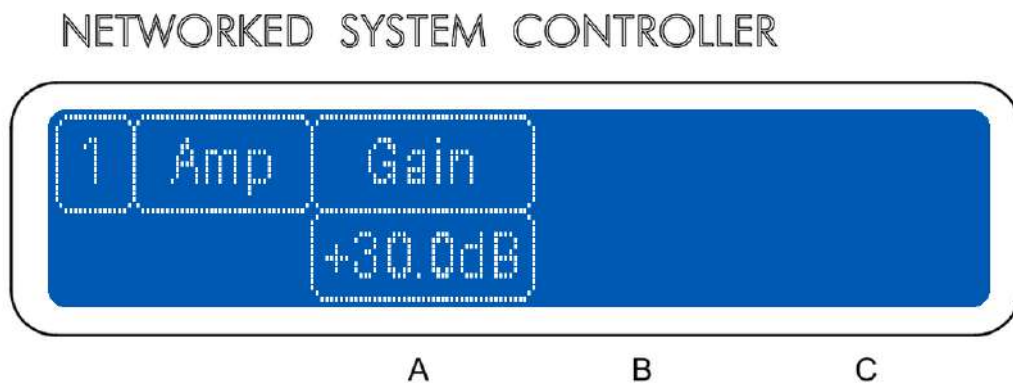 NETWORKED SYSTEM CONTROLLER
1 Amp Gain
+30.0dB
A B C